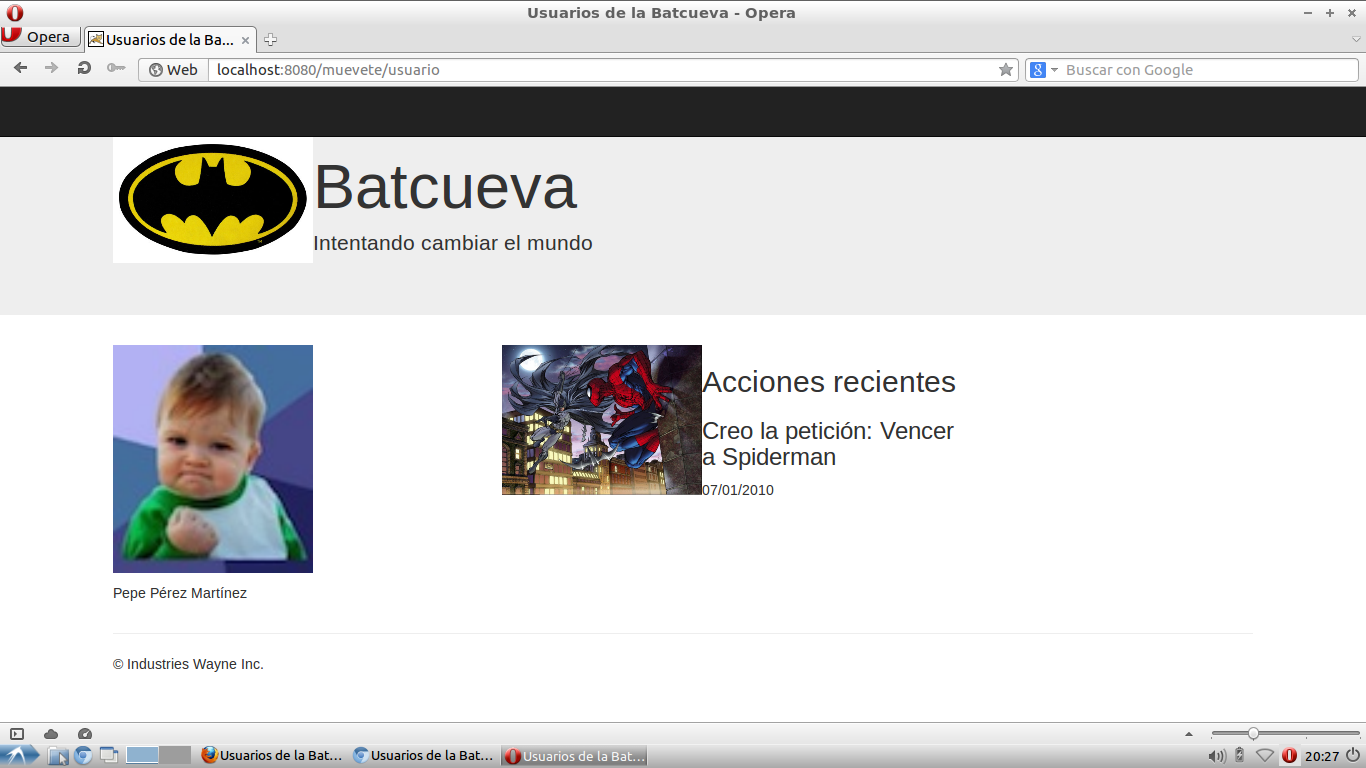 Usuarios de la Batcueva - Opera
Opera
Usuarios de la Ba...
Web
localhost:8080/muevete/usuario
Buscar con Google
Batcueva
Intentando cambiar el mundo
Acciones recientes
Creo la petición: Vencer
a Spiderman
07/01/2010
Pepe Pérez Martínez
© Industries Wayne Inc.
Usuarios de la Bat...
Usuarios de la Bat...
Usuarios de la Bat...
20:27